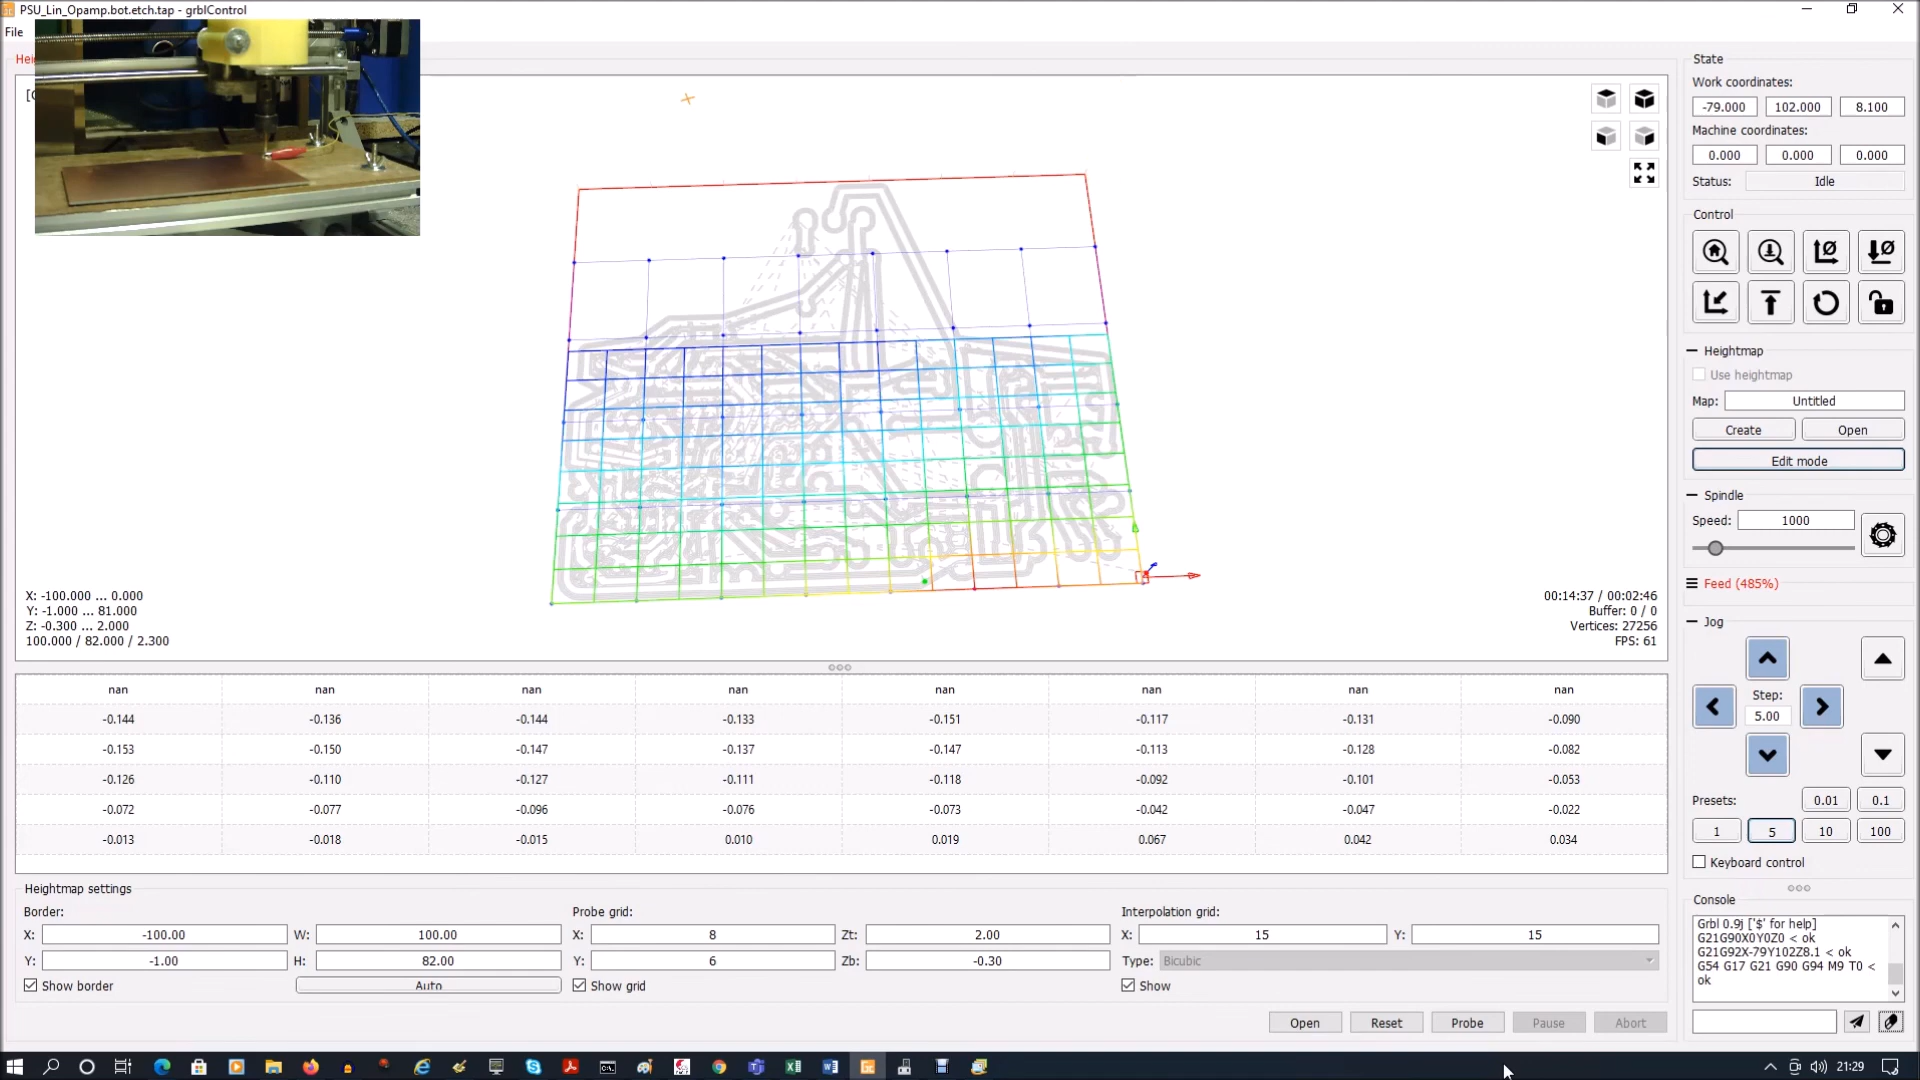 PSU_Lin_Opamp.bot.etch.tap - grblControl
File
Hei
[G
X: -100.000 ... 0.000
Y: -1.000 ... 81.000
Z: -0.300 ... 2.000
100.000 / 82.000 / 2.300
00:14:37 / 00:02:46
Buffer: 0 / 0
Vertices: 27256
FPS: 61
nan nan nan nan nan nan nan nan
-0.144 -0.136 -0.144 -0.133 -0.151 -0.117 -0.131 -0.090
-0.153 -0.150 -0.147 -0.137 -0.147 -0.113 -0.128 -0.082
-0.126 -0.110 -0.127 -0.111 -0.118 -0.092 -0.101 -0.053
-0.072 -0.077 -0.096 -0.076 -0.073 -0.042 -0.047 -0.022
-0.013 -0.018 -0.015 0.010 0.019 0.067 0.042 0.034
Heightmap settings
Border: Probe grid: Interpolation grid:
X: -100.00 W: 100.00 X: 8 Zt: 2.00 X: 15 Y: 15
Y: -1.00 H: 82.00 Y: 6 Zb: -0.30 Type: Bicubic
Show border Auto Show grid Show
Open Reset Probe Pause Abort
State
Work coordinates:
-79.000 102.000 8.100
Machine coordinates:
0.000 0.000 0.000
Status: Idle
Control
Heightmap
Use heightmap
Map: Untitled
Create Open
Edit mode
Spindle
Speed: 1000
Feed (485%)
Jog
Step:
5.00
Presets: 0.01 0.1
1 5 10 100
Keyboard control
Console
Grbl 0.9j ['$' for help]
G21G90X0Y0Z0 < ok
G21G92X-79Y102Z8.1 < ok
G54 G17 G21 G90 G94 M9 T0 <
ok
21:29